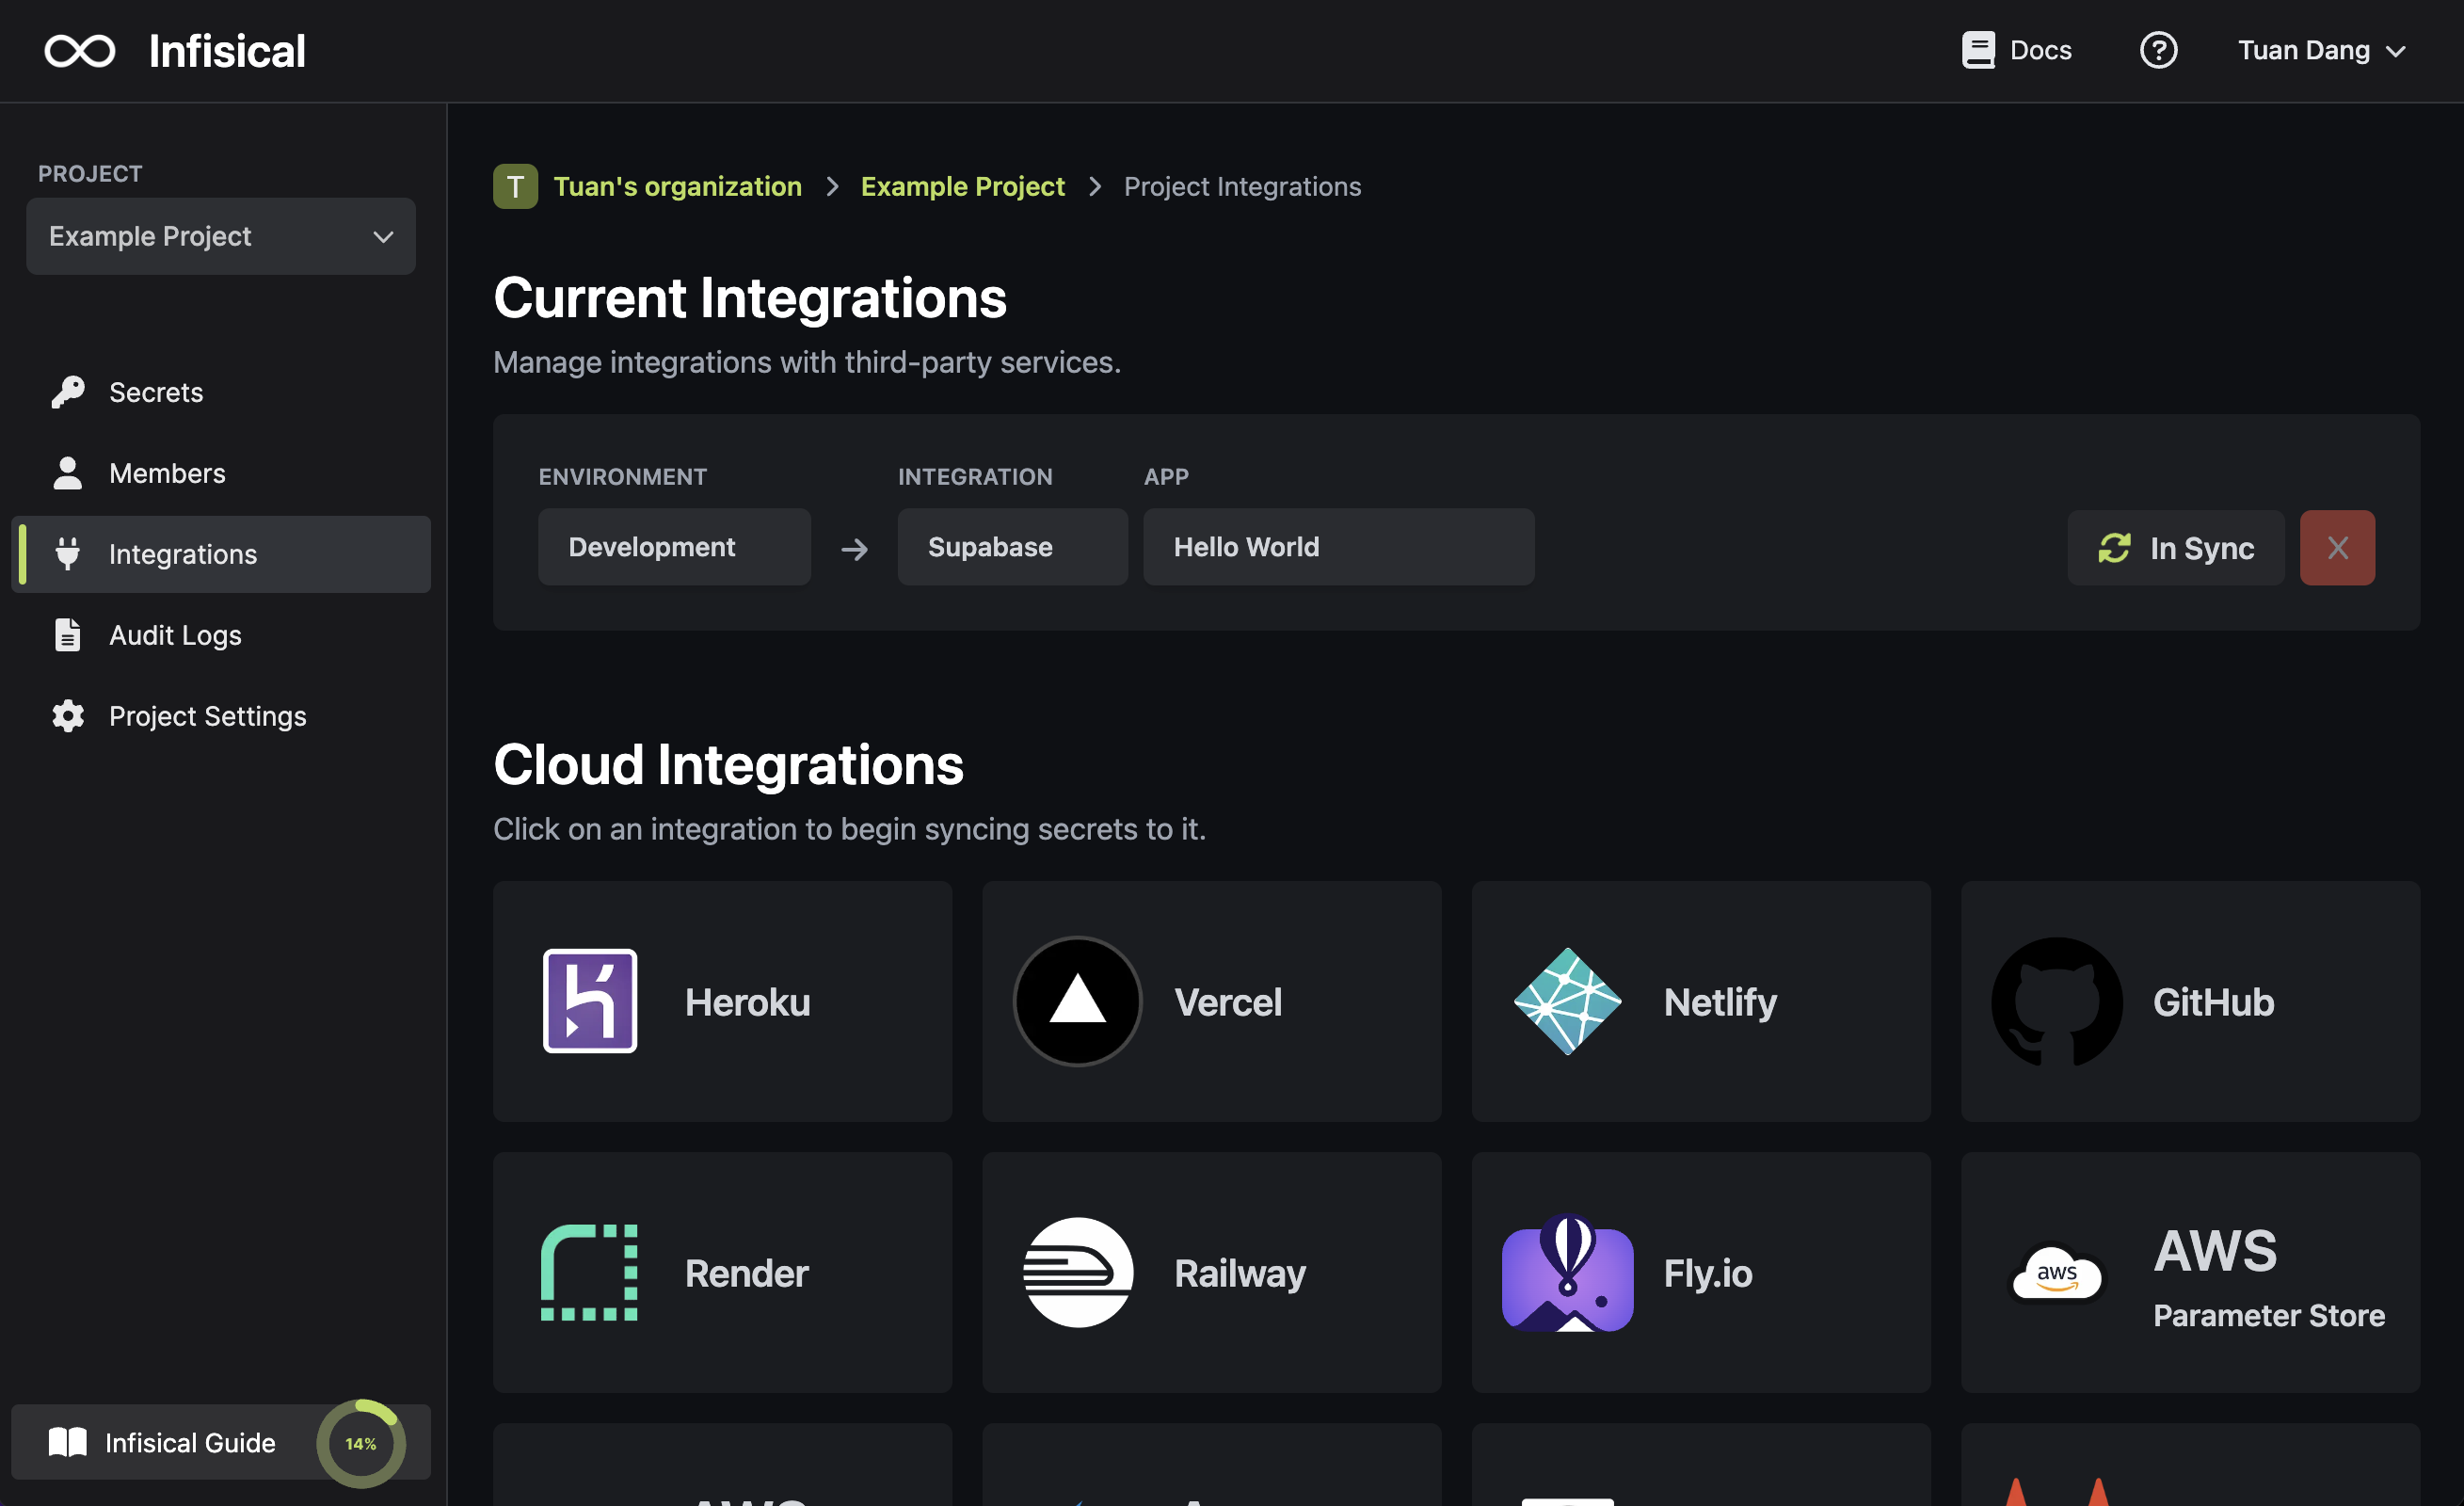 Infisical
Docs
Tuan Dang
PROJECT
Example Project
Secrets
Members
Integrations
Audit Logs
Project Settings
Infisical Guide
14%
T Tuan's organization > Example Project > Project Integrations
Current Integrations
Manage integrations with third-party services.
ENVIRONMENT INTEGRATION APP
Development → Supabase Hello World In Sync X
Cloud Integrations
Click on an integration to begin syncing secrets to it.
Heroku
Vercel
Netlify
GitHub
Render
Railway
Fly.io
aws
AWS
Parameter Store